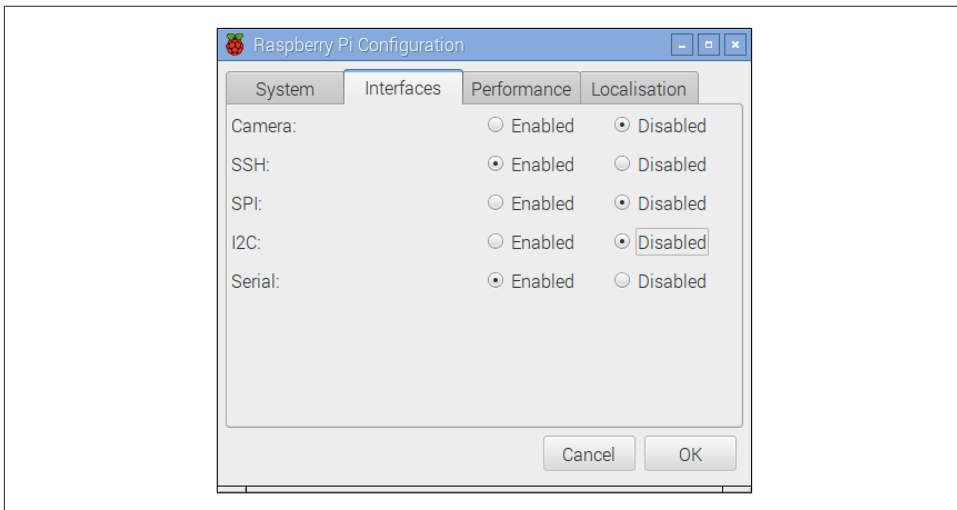 Raspberry Pi Configuration
System Interfaces Performance Localisation
Camera: Enabled Disabled
SSH: Enabled Disabled
SPI: Enabled Disabled
I2C: Enabled Disabled
Serial: Enabled Disabled
Cancel OK